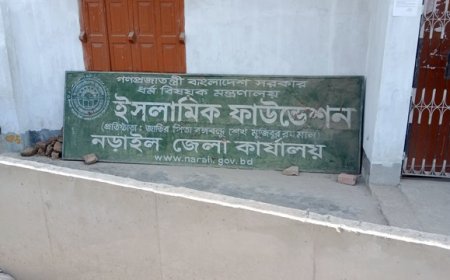 গণপ্রজাতন্ত্রী বাংলাদেশ সরকার
ধর্ম বিষয়ক মন্ত্রণালয়
ইসলামিক ফাউন্ডেশন
(প্রতিষ্ঠাতা: জাতির পিতা বঙ্গবন্ধু শেখ মুজিবুর রহমান)
নড়াইল জেলা কার্যালয়
www.narail.gov.bd